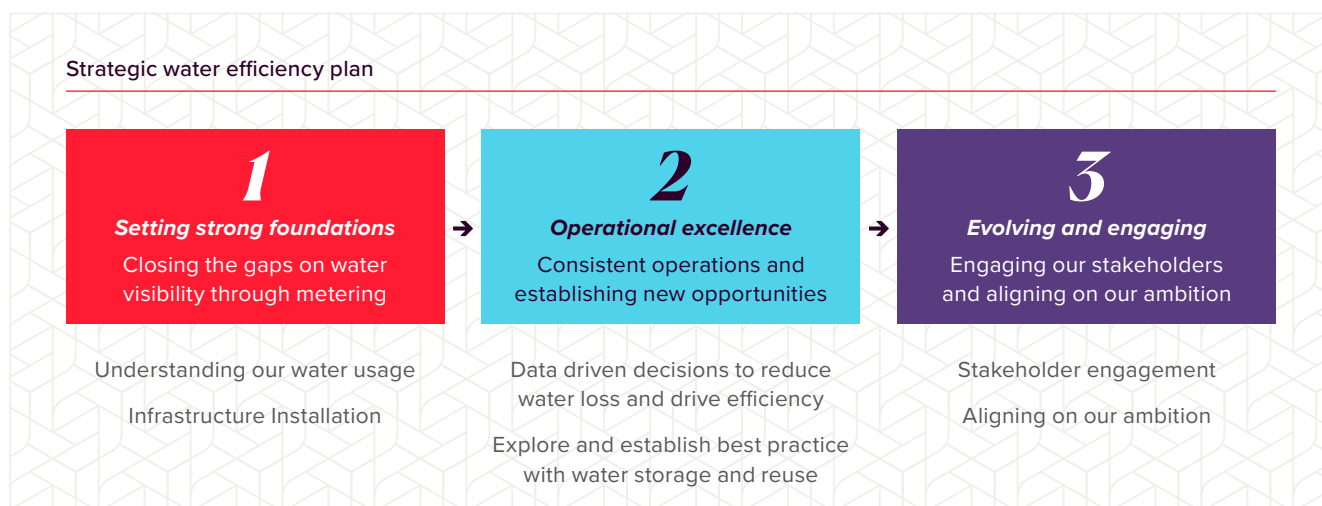 Strategic water efficiency plan
1
Setting strong foundations
Closing the gaps on water
visibility through metering
Understanding our water usage
Infrastructure Installation
2
Operational excellence
Consistent operations and
establishing new opportunities
Data driven decisions to reduce
water loss and drive efficiency
Explore and establish best practice
with water storage and reuse
3
Evolving and engaging
Engaging our stakeholders
and aligning on our ambition
Stakeholder engagement
Aligning on our ambition